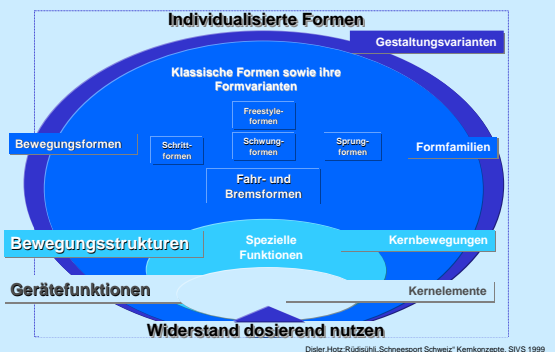 Individualisierte Formen
Gestaltungsvarianten
Klassische Formen sowie ihre
Formvarianten
Freestyle-
formen
Bewegungsformen
Schritt-
formen
Schwung-
formen
Sprung-
formen
Formfamilien
Fahr- und
Bremsformen
Bewegungsstrukturen
Spezielle
Funktionen
Kernbewegungen
Gerätefunktionen
Kernelemente
Widerstand dosierend nutzen
Disler,Hotz;Rüdisühli„Schneesport Schweiz“ Kernkonzepte, SIVS 1999